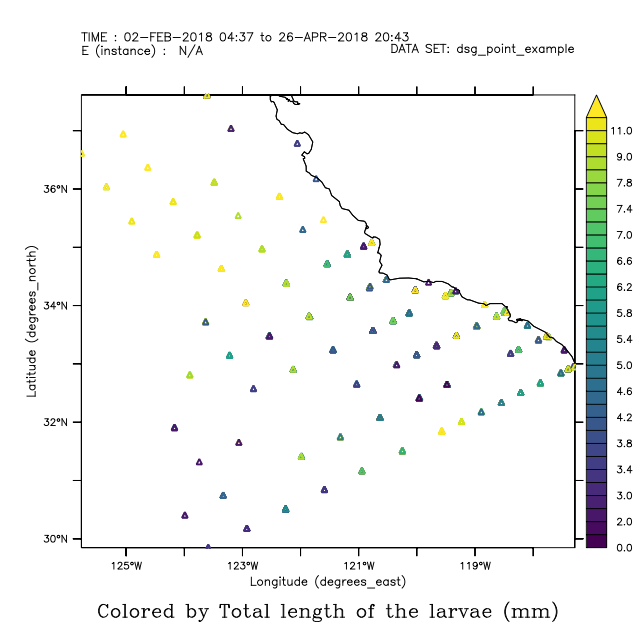 TIME : 02-FEB-2018 04:37 to 26-APR-2018 20:43
E (instance) : N/A
DATA SET: dsg_point_example
11.0
9.0
7.8
7.4
7.0
6.6
6.2
5.8
5.4
5.0
4.6
4.2
3.8
3.4
3.0
2.6
2.0
0.0
36°N
34°N
32°N
30°N
Latitude (degrees_north)
125°W
123°W
121°W
119°W
Longitude (degrees_east)
Colored by Total length of the larvae (mm)